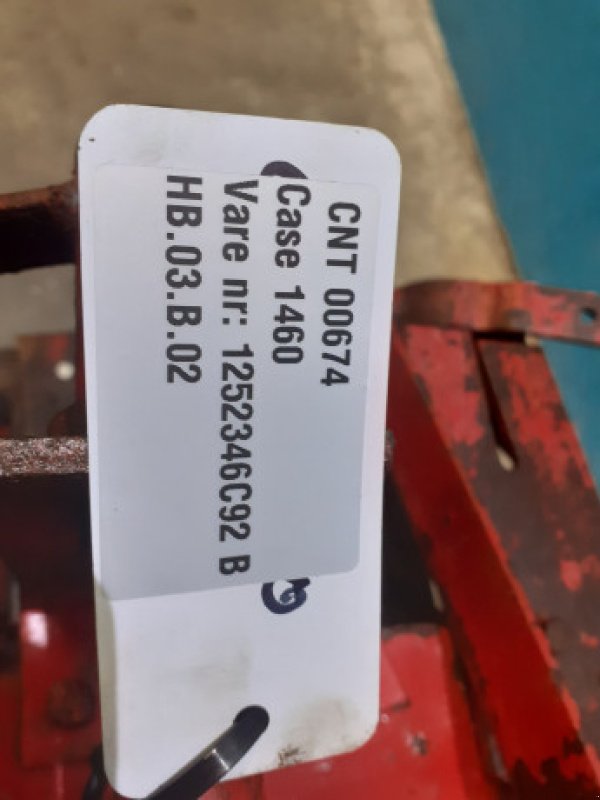 CNT 00674
Case 1460
Vare nr: 1252346C92 B
HB.03.B.02